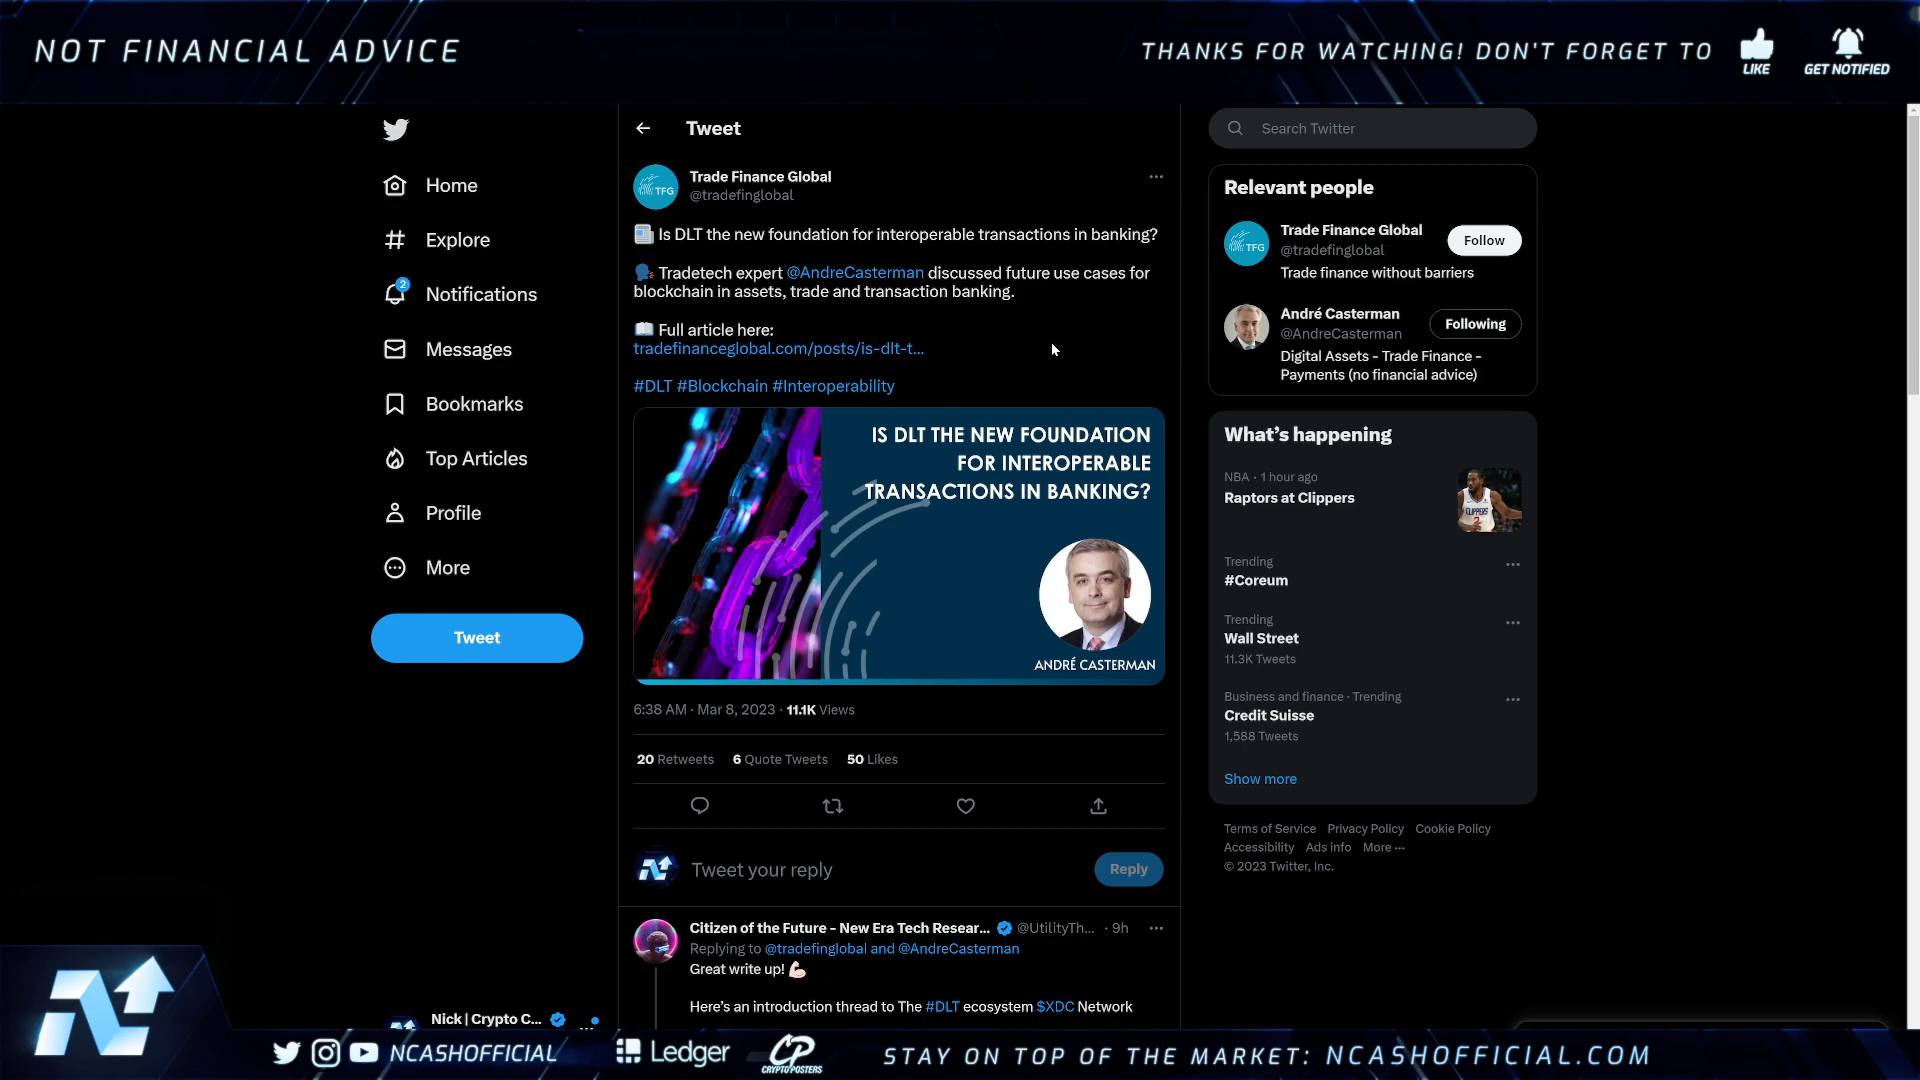 NOT FINANCIAL ADVICE
THANKS FOR WATCHING! DON'T FORGET TO
LIKE
GET NOTIFIED
Home
Explore
2
Notifications
Messages
Bookmarks
Top Articles
Profile
More
Tweet
Nick | Crypto C...
Tweet
TFG
Trade Finance Global
@tradefinglobal
Is DLT the new foundation for interoperable transactions in banking?
Tradetech expert @AndreCasterman discussed future use cases for
blockchain in assets, trade and transaction banking.
Full article here:
tradefinanceglobal.com/posts/is-dlt-t...
#DLT #Blockchain #Interoperability
IS DLT THE NEW FOUNDATION
FOR INTEROPERABLE
TRANSACTIONS IN BANKING?
ANDRÉ CASTERMAN
6:38 AM · Mar 8, 2023 · 11.1K Views
20 Retweets 6 Quote Tweets 50 Likes
Tweet your reply
Reply
Citizen of the Future - New Era Tech Resear... @UtilityTh... · 9h
Replying to @tradefinglobal and @AndreCasterman
Great write up!
Here's an introduction thread to The #DLT ecosystem $XDC Network
Search Twitter
Relevant people
TFG
Trade Finance Global
@tradefinglobal
Follow
Trade finance without barriers
André Casterman
@AndreCasterman
Following
Digital Assets - Trade Finance -
Payments (no financial advice)
What's happening
NBA · 1 hour ago
Raptors at Clippers
CLIPPERS
2
Trending
#Coreum
Trending
Wall Street
11.3K Tweets
Business and finance · Trending
Credit Suisse
1,588 Tweets
Show more
Terms of Service Privacy Policy Cookie Policy
Accessibility Ads info More ···
© 2023 Twitter, Inc.
NCASHOFFICIAL
Ledger
CP
CRYPTOPOSTERS
STAY ON TOP OF THE MARKET: NCASHOFFICIAL.COM